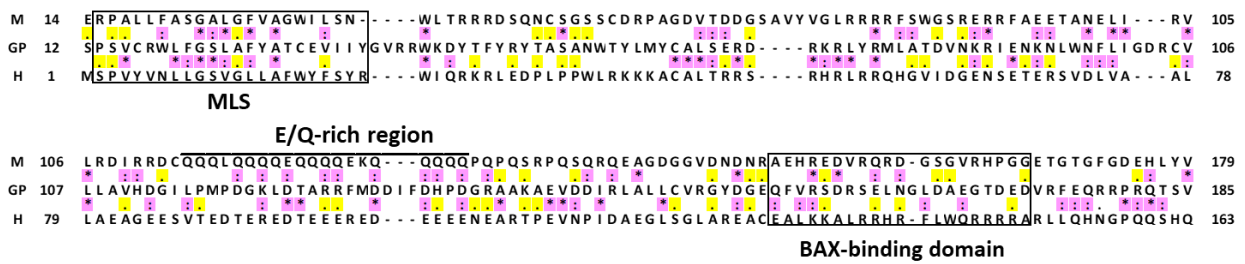 M 14 ERPALLFASGALGFVAGWILSN----WLTRRRDSQNCSGSSCDRPAGDVTDDGSAVYVGLRRRRFSWGSRERRFAEETANELI---RV 105
GP 12 SPSVCRWLFGSLAFYATCEVIIYGVRRWKDYTFYRYTASANWTYLMYCALSERD----RKRLYRMLATDVNKRIENKNLWNFLIGDRCV 106
H 1 MSPVYVNLLGSVGLLAFWYFSYR----WIQRKRLEDPLPPWLRKKKACALTRRS----RHRLRRQHGVIDGENSETERSVDLVA---AL 78
MLS
E/Q-rich region
M 106 LRDIRRDCQQQLQQQQEQQQQEKQ---QQQQPQPQSRPQSQRQEAGDGGVDNDNRAEHREDVRQRD-GSGVRHPGGETGTGFGDEHLYV 179
GP 107 LLAVHDGILPMPDGKLDTARRFMDDIFDHPDGRAAKAEVDDIRLALLCVRGYDGEQFVRSDRSELNGLDAEGTDEDVRFEQRRPRQTSV 185
H 79 LAEAGEESVTEDTEREDTEEERED---EEEENEARTPEVNPIDAEGLSGLAREACEALKKALRRHR-FLWQRRRRARLLQHNGPQQSHQ 163
BAX-binding domain